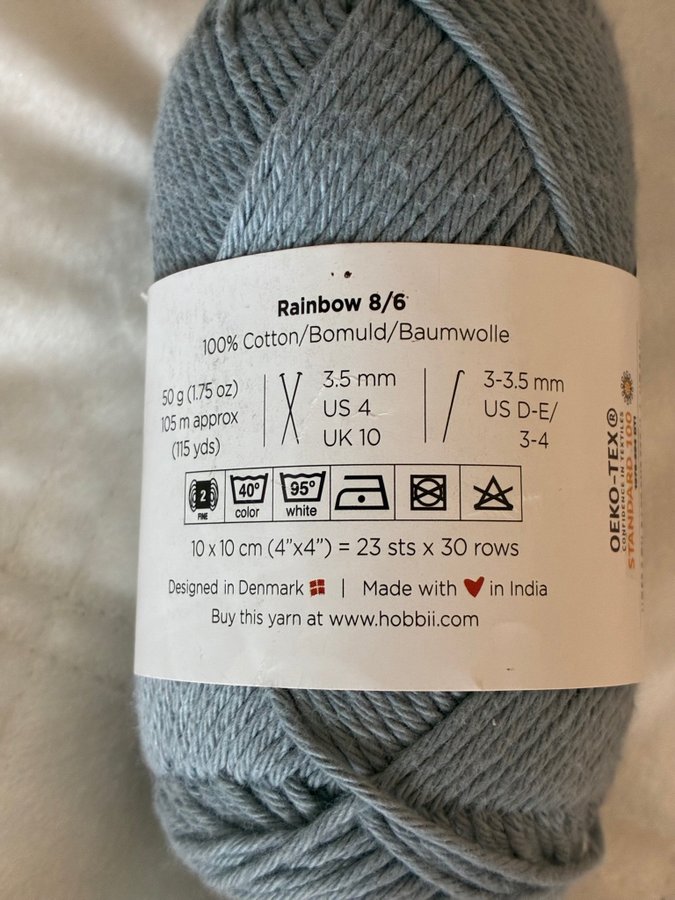 Rainbow 8/6
100% Cotton/Bomuld/Baumwolle
50 g (1.75 oz)
105 m approx
(115 yds)
3.5 mm
US 4
UK 10
3-3.5 mm
US D-E/
3-4
2
FINE
40°
color
95°
white
10 x 10 cm (4”x4”) = 23 sts x 30 rows
Designed in Denmark | Made with in India
Buy this yarn at www.hobbii.com
OEKO-TEX®
CONFIDENCE IN TEXTILES
STANDARD 100